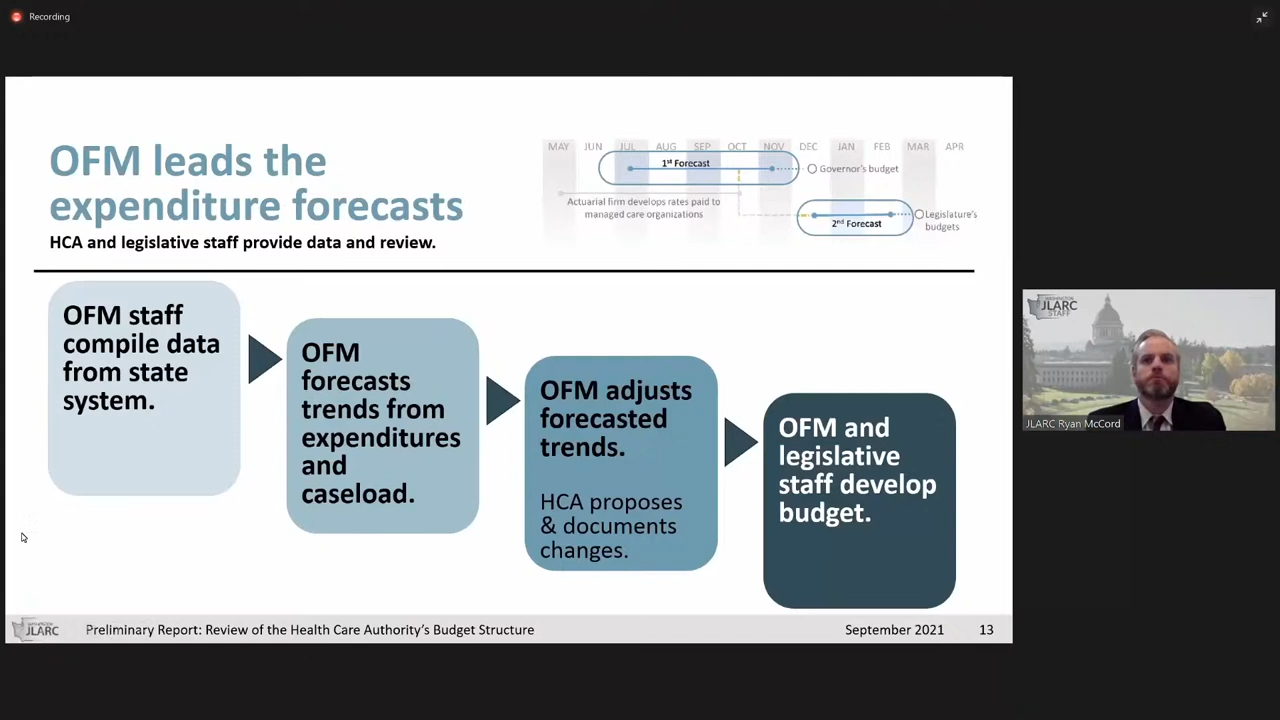 Recording
OFM leads the
expenditure forecasts
HCA and legislative staff provide data and review.
MAY JUN JUL AUG SEP OCT NOV DEC JAN FEB MAR APR
1st Forecast
Governor's budget
Actuarial firm develops rates paid to
managed care organizations
2nd Forecast
Legislature's
budgets
OFM staff
compile data
from state
system.
OFM
forecasts
trends from
expenditures
and
caseload.
OFM adjusts
forecasted
trends.
HCA proposes
& documents
changes.
OFM and
legislative
staff develop
budget.
WASHINGTON
JLARC
STAFF
JLARC Ryan McCord
JLARC
Preliminary Report: Review of the Health Care Authority's Budget Structure
September 2021
13